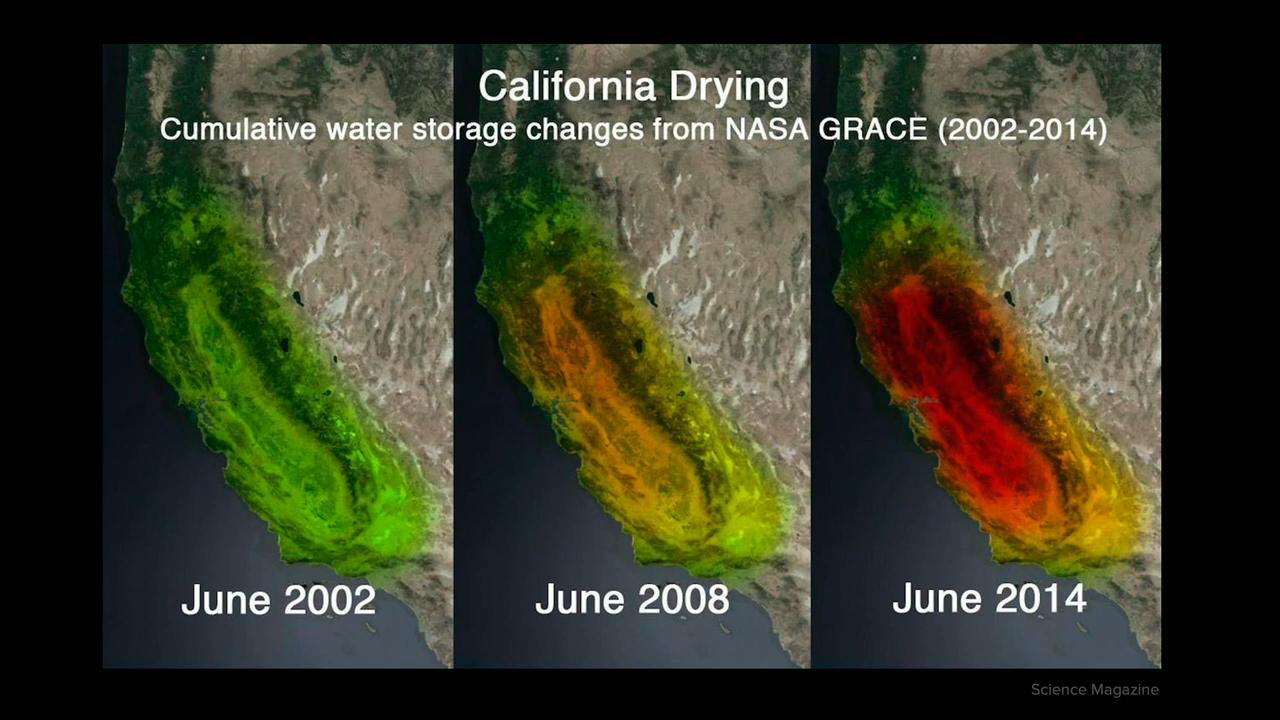 California Drying
Cumulative water storage changes from NASA GRACE (2002-2014)
June 2002
June 2008
June 2014
Science Magazine